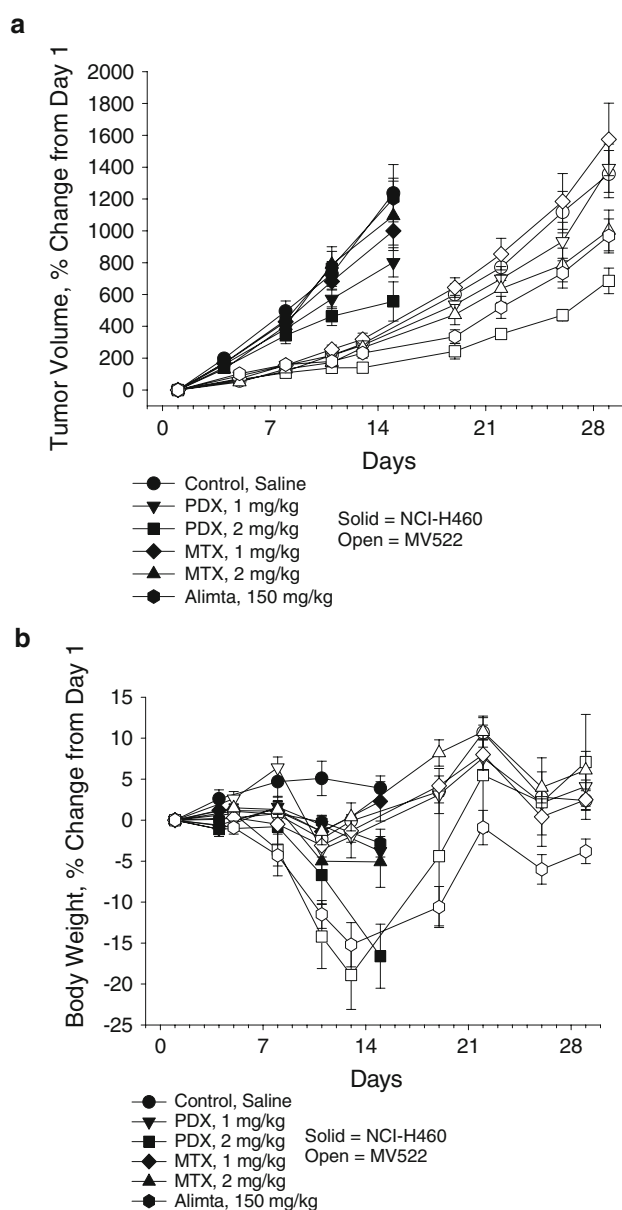 a
Tumor Volume, % Change from Day 1
2000
1800
1600
1400
1200
1000
800
600
400
200
0
0 7 14 21 28
Days
Control, Saline
PDX, 1 mg/kg
PDX, 2 mg/kg
MTX, 1 mg/kg
MTX, 2 mg/kg
Alimta, 150 mg/kg
Solid = NCI-H460
Open = MV522
b
Body Weight, % Change from Day 1
15
10
5
0
-5
-10
-15
-20
-25
0 7 14 21 28
Days
Control, Saline
PDX, 1 mg/kg
PDX, 2 mg/kg
MTX, 1 mg/kg
MTX, 2 mg/kg
Alimta, 150 mg/kg
Solid = NCI-H460
Open = MV522